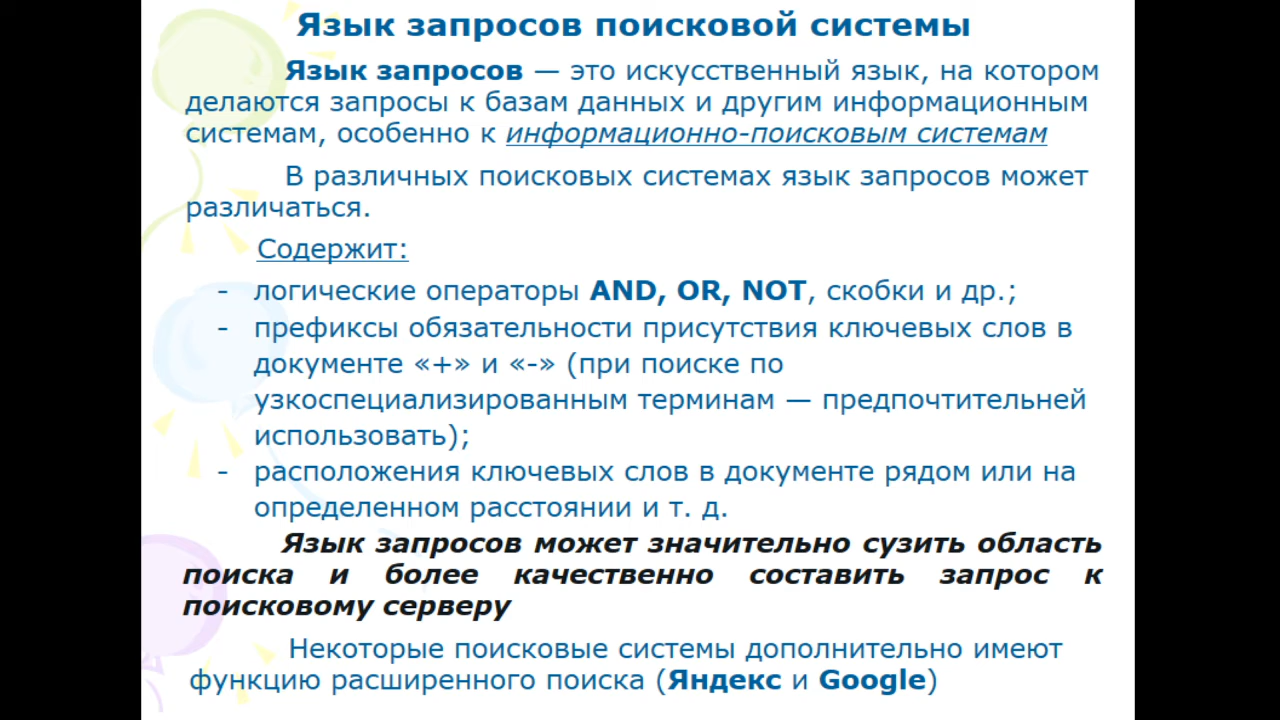 Язык запросов поисковой системы
Язык запросов — это искусственный язык, на котором
делаются запросы к базам данных и другим информационным
системам, особенно к информационно-поисковым системам
В различных поисковых системах язык запросов может
различаться.
Содержит:
- логические операторы AND, OR, NOT, скобки и др.;
- префиксы обязательности присутствия ключевых слов в
документе «+» и «-» (при поиске по
узкоспециализированным терминам — предпочтительней
использовать);
- расположения ключевых слов в документе рядом или на
определенном расстоянии и т. д.
Язык запросов может значительно сузить область
поиска и более качественно составить запрос к
поисковому серверу
Некоторые поисковые системы дополнительно имеют
функцию расширенного поиска (Яндекс и Google)